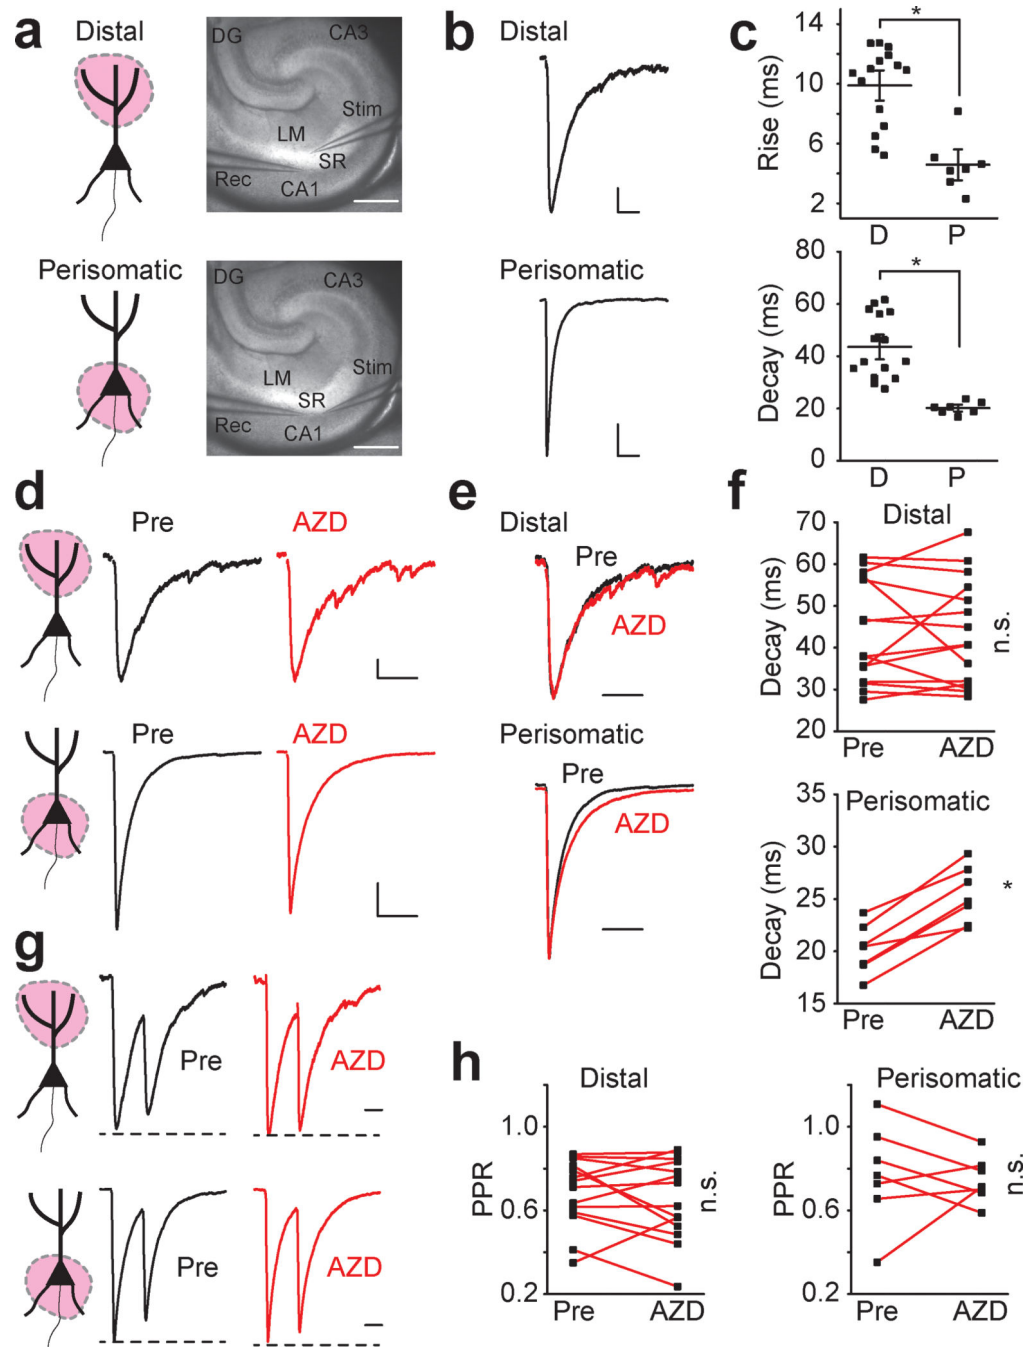 a
Distal
DG
CA3
Stim
LM
SR
Rec
CA1
Perisomatic
DG
CA3
Stim
LM
SR
Rec
CA1
b
Distal
Perisomatic
c
Rise (ms)
14
10
6
2
*
D
P
Decay (ms)
80
60
40
20
0
*
D
P
d
Pre
AZD
Pre
AZD
e
Distal
Pre
AZD
Perisomatic
Pre
AZD
f
Distal
Decay (ms)
70
60
50
40
30
20
Pre
AZD
n.s.
Perisomatic
Decay (ms)
35
30
25
20
15
Pre
AZD
*
g
Pre
AZD
Pre
AZD
h
Distal
PPR
1.0
0.6
0.2
Pre
AZD
n.s.
Perisomatic
PPR
1.0
0.6
0.2
Pre
AZD
n.s.